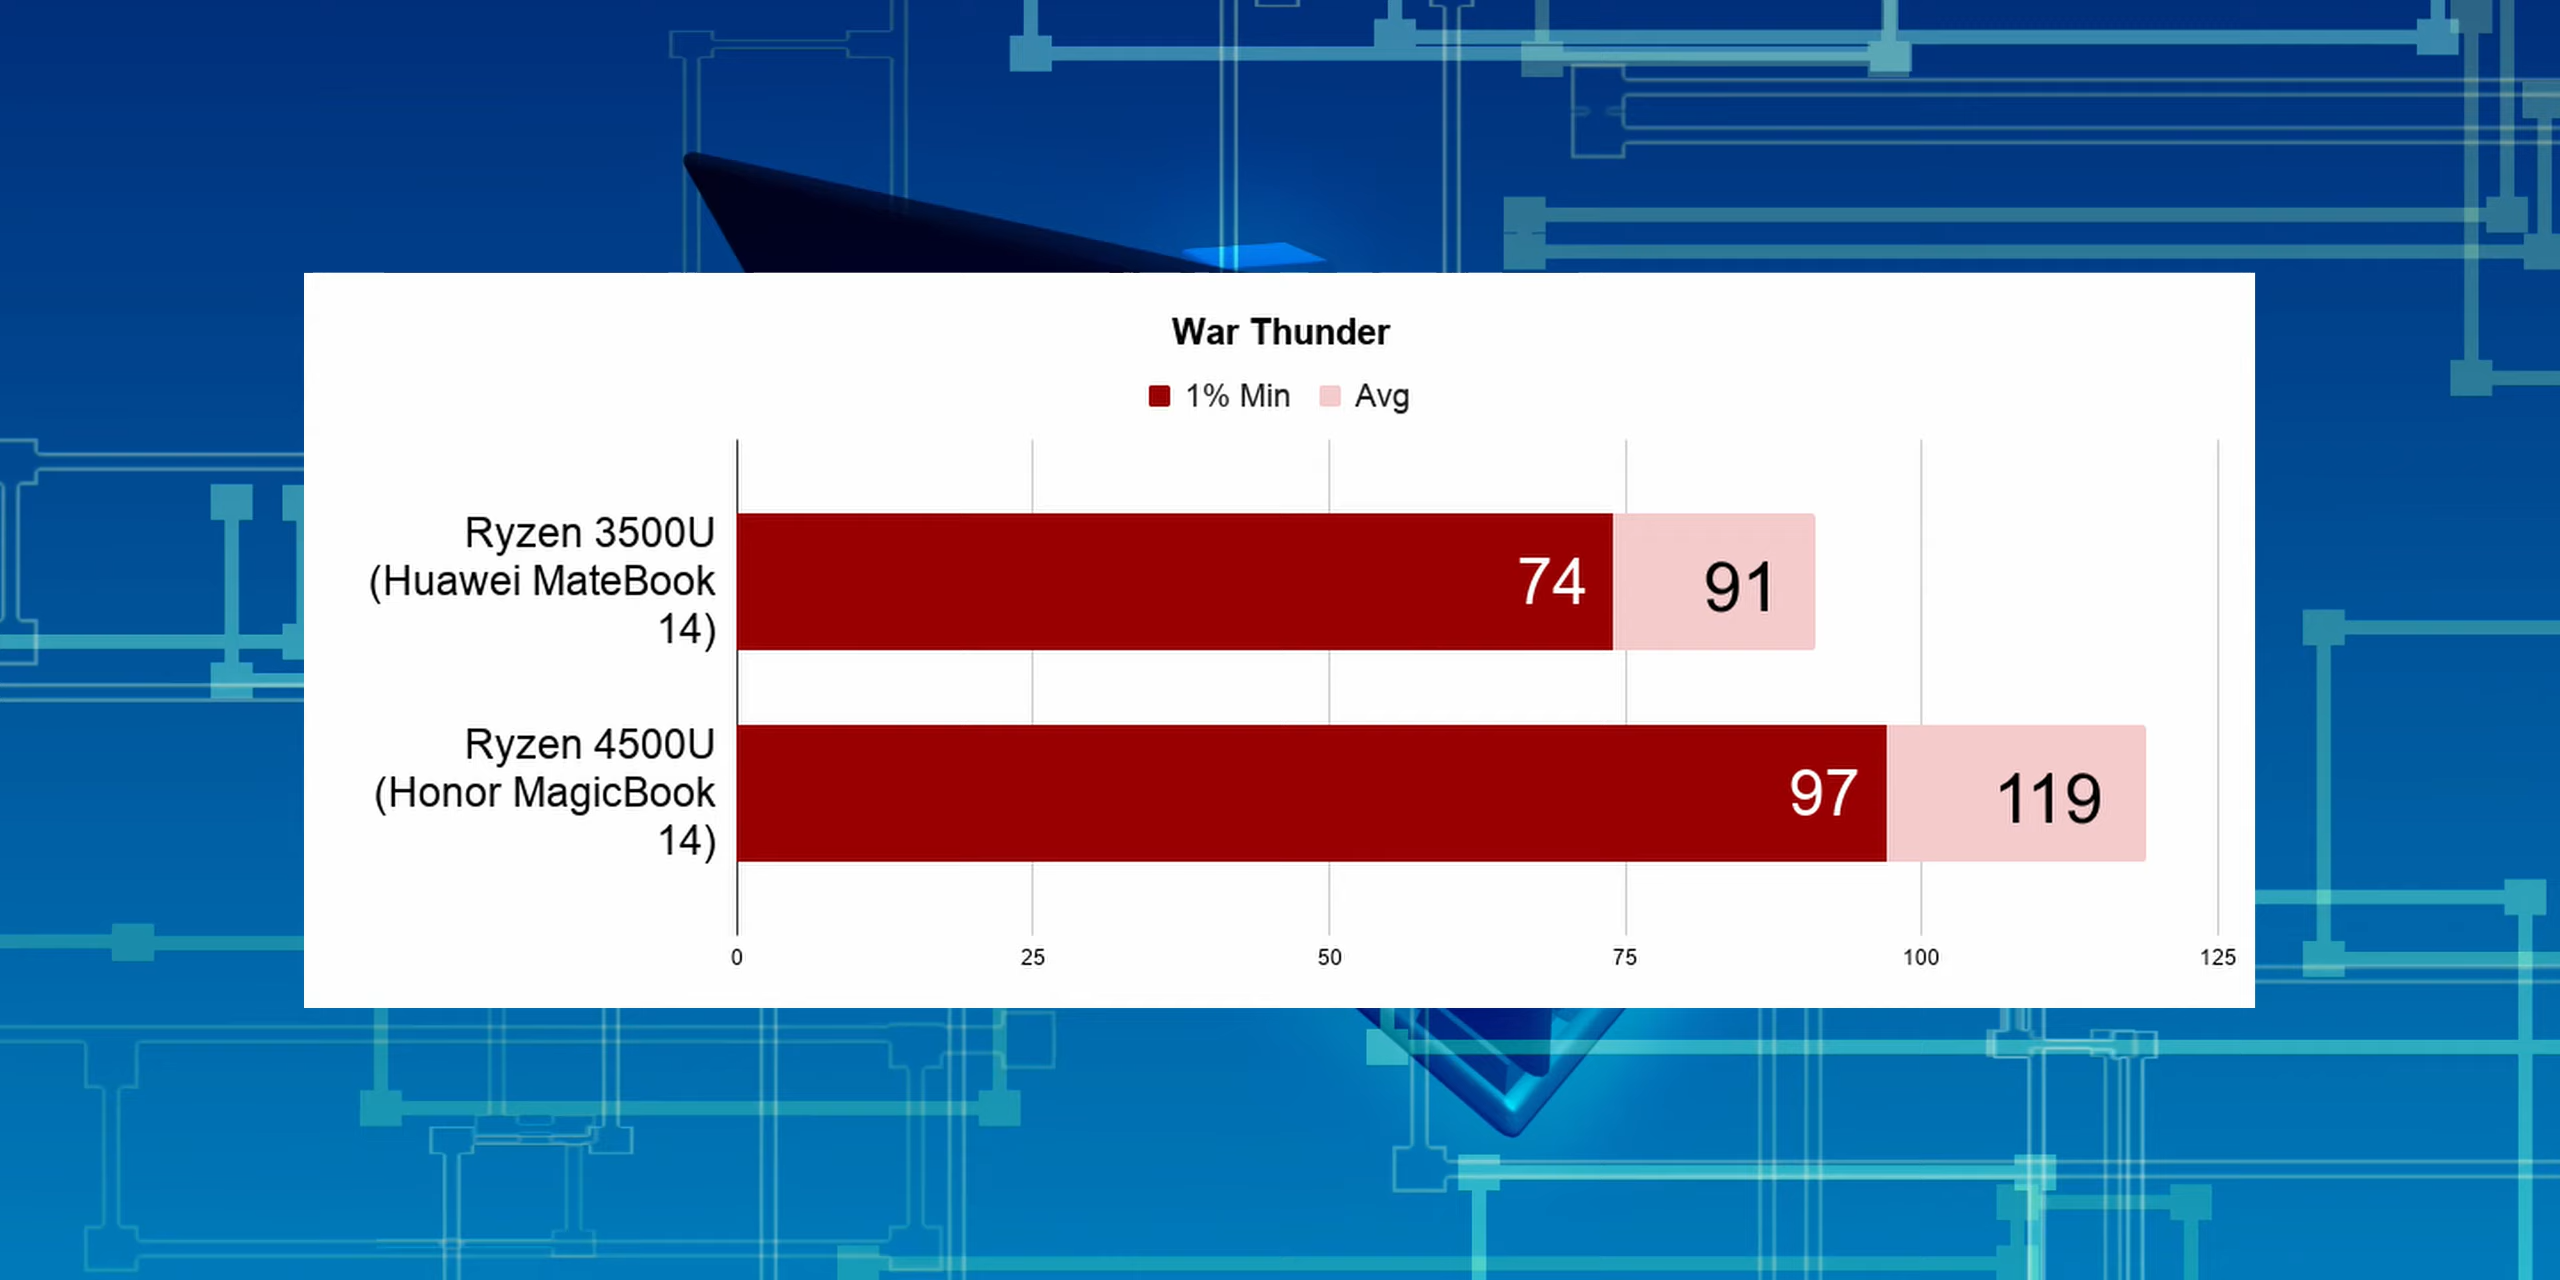 War Thunder
1% Min Avg
Ryzen 3500U
(Huawei MateBook
14)
74 91
Ryzen 4500U
(Honor MagicBook
14)
97 119
0 25 50 75 100 125